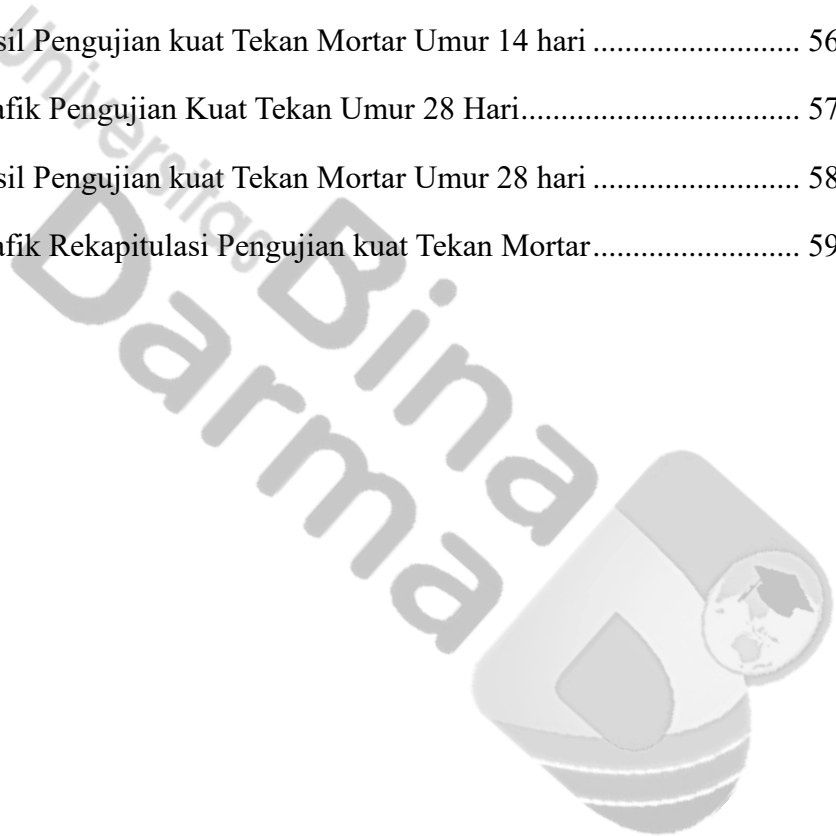 sil Pengujian kuat Tekan Mortar Umur 14 hari ......................... 56
afik Pengujian Kuat Tekan Umur 28 Hari.................................. 57
sil Pengujian kuat Tekan Mortar Umur 28 hari ......................... 58
afik Rekapitulasi Pengujian kuat Tekan Mortar......................... 59
Universitas
Bina
Darma